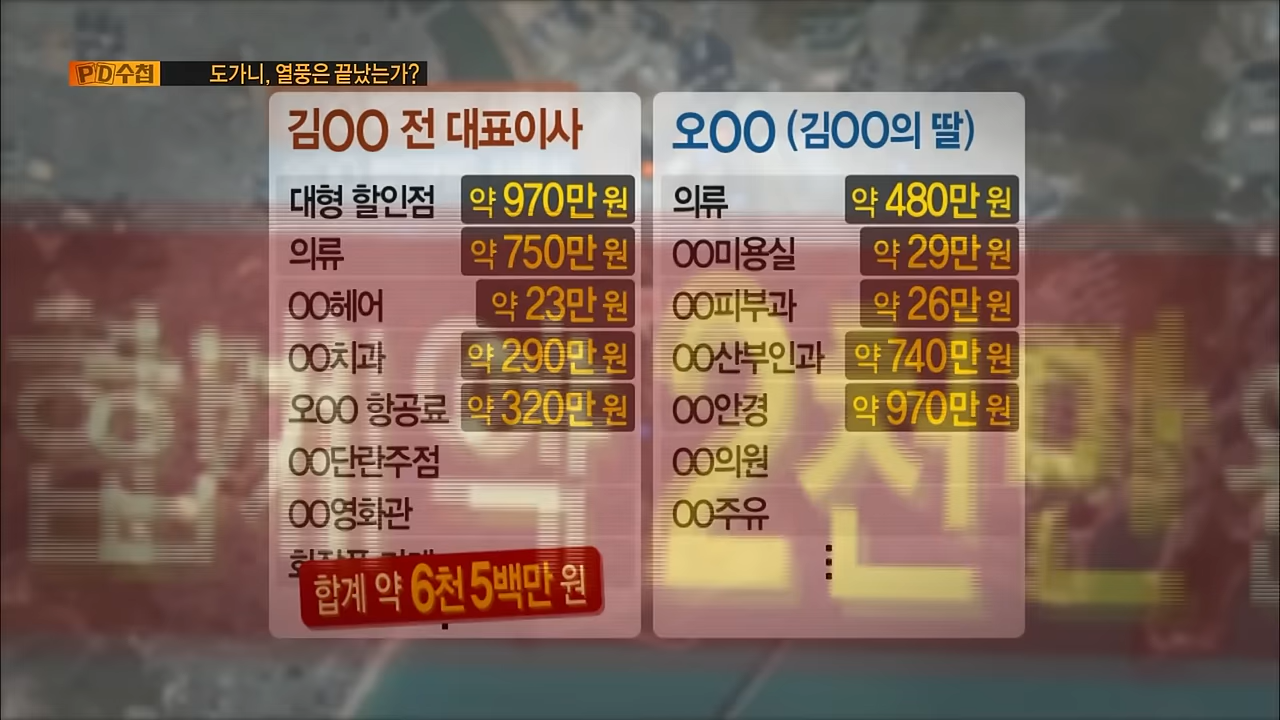 PD수첩
도가니, 열풍은 끝났는가?
김OO 전 대표이사
대형 할인점 약 970만 원
의류 약 750만 원
OO헤어 약 23만 원
OO치과 약 290만 원
오OO 항공료 약 320만 원
OO단란주점
OO영화관
합계 약 6천 5백만 원
오OO (김OO의 딸)
의류 약 480만 원
OO미용실 약 29만 원
OO피부과 약 26만 원
OO산부인과 약 740만 원
OO안경 약 970만 원
OO의원
OO주유
합계 약 2천만 원